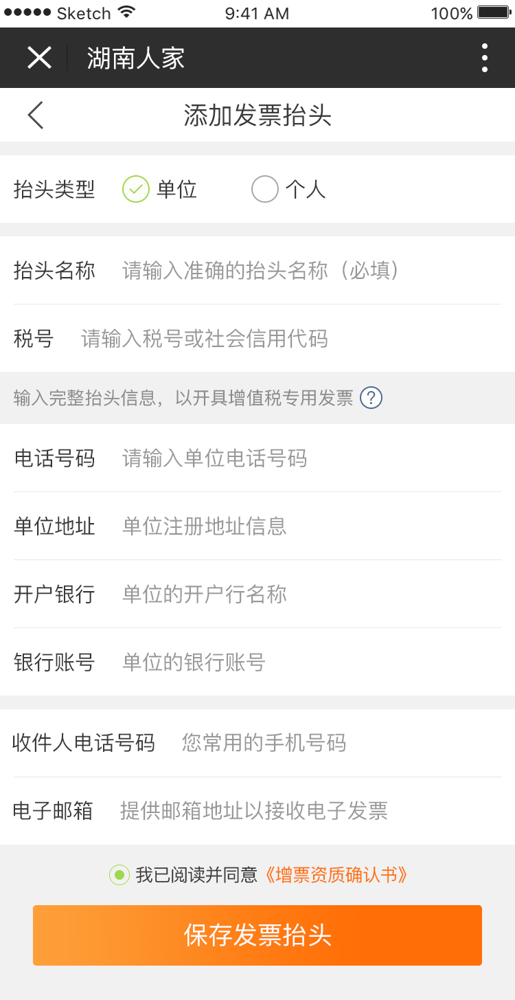 Sketch 9:41 AM 100%
湖南人家
添加发票抬头
抬头类型 单位 个人
抬头名称 请输入准确的抬头名称（必填）
税号 请输入税号或社会信用代码
输入完整抬头信息，以开具增值税专用发票 ?
电话号码 请输入单位电话号码
单位地址 单位注册地址信息
开户银行 单位的开户行名称
银行账号 单位的银行账号
收件人电话号码 您常用的手机号码
电子邮箱 提供邮箱地址以接收电子发票
我已阅读并同意《增票资质确认书》
保存发票抬头